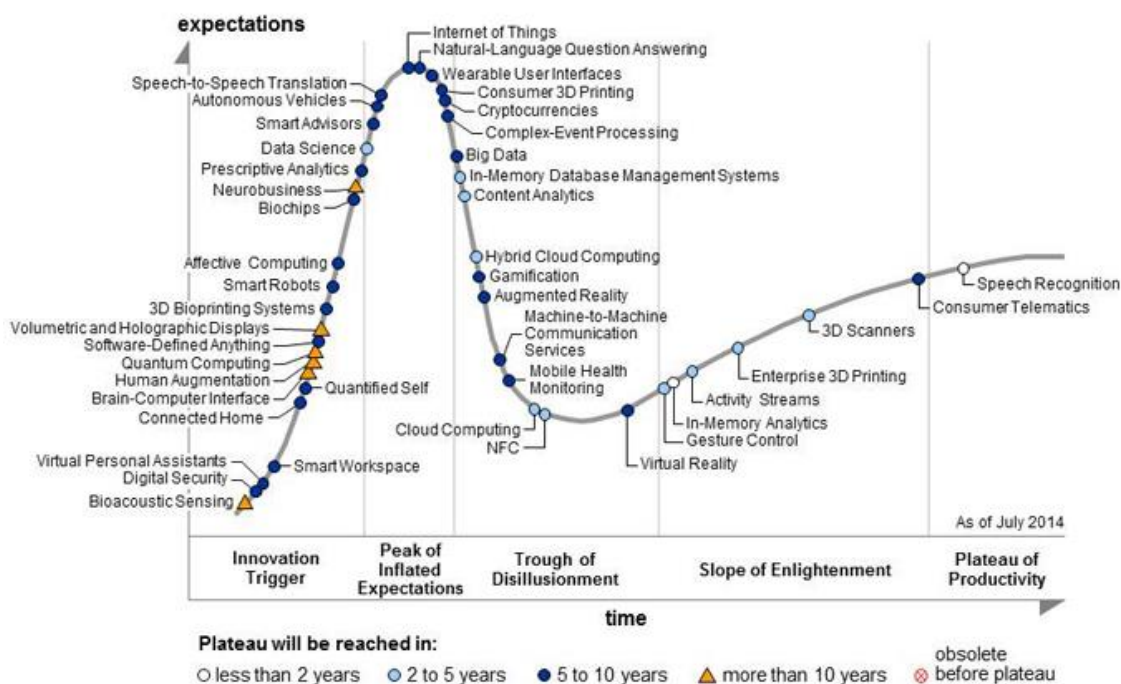 expectations
Internet of Things
Natural-Language Question Answering
Wearable User Interfaces
Consumer 3D Printing
Cryptocurrencies
Complex-Event Processing
Speech-to-Speech Translation
Autonomous Vehicles
Smart Advisors
Data Science
Prescriptive Analytics
Neurobusiness
Biochips
Big Data
In-Memory Database Management Systems
Content Analytics
Affective Computing
Smart Robots
3D Bioprinting Systems
Volumetric and Holographic Displays
Software-Defined Anything
Quantum Computing
Human Augmentation
Brain-Computer Interface
Quantified Self
Connected Home
Hybrid Cloud Computing
Gamification
Augmented Reality
Machine-to-Machine
Communication
Services
Mobile Health
Monitoring
Cloud Computing
NFC
Virtual Reality
Speech Recognition
Consumer Telematics
3D Scanners
Enterprise 3D Printing
Activity Streams
In-Memory Analytics
Gesture Control
Virtual Personal Assistants
Smart Workspace
Digital Security
Bioacoustic Sensing
As of July 2014
Innovation
Trigger
Peak of
Inflated
Expectations
Trough of
Disillusionment
Slope of Enlightenment
Plateau of
Productivity
time
Plateau will be reached in:
less than 2 years
2 to 5 years
5 to 10 years
more than 10 years
obsolete
before plateau